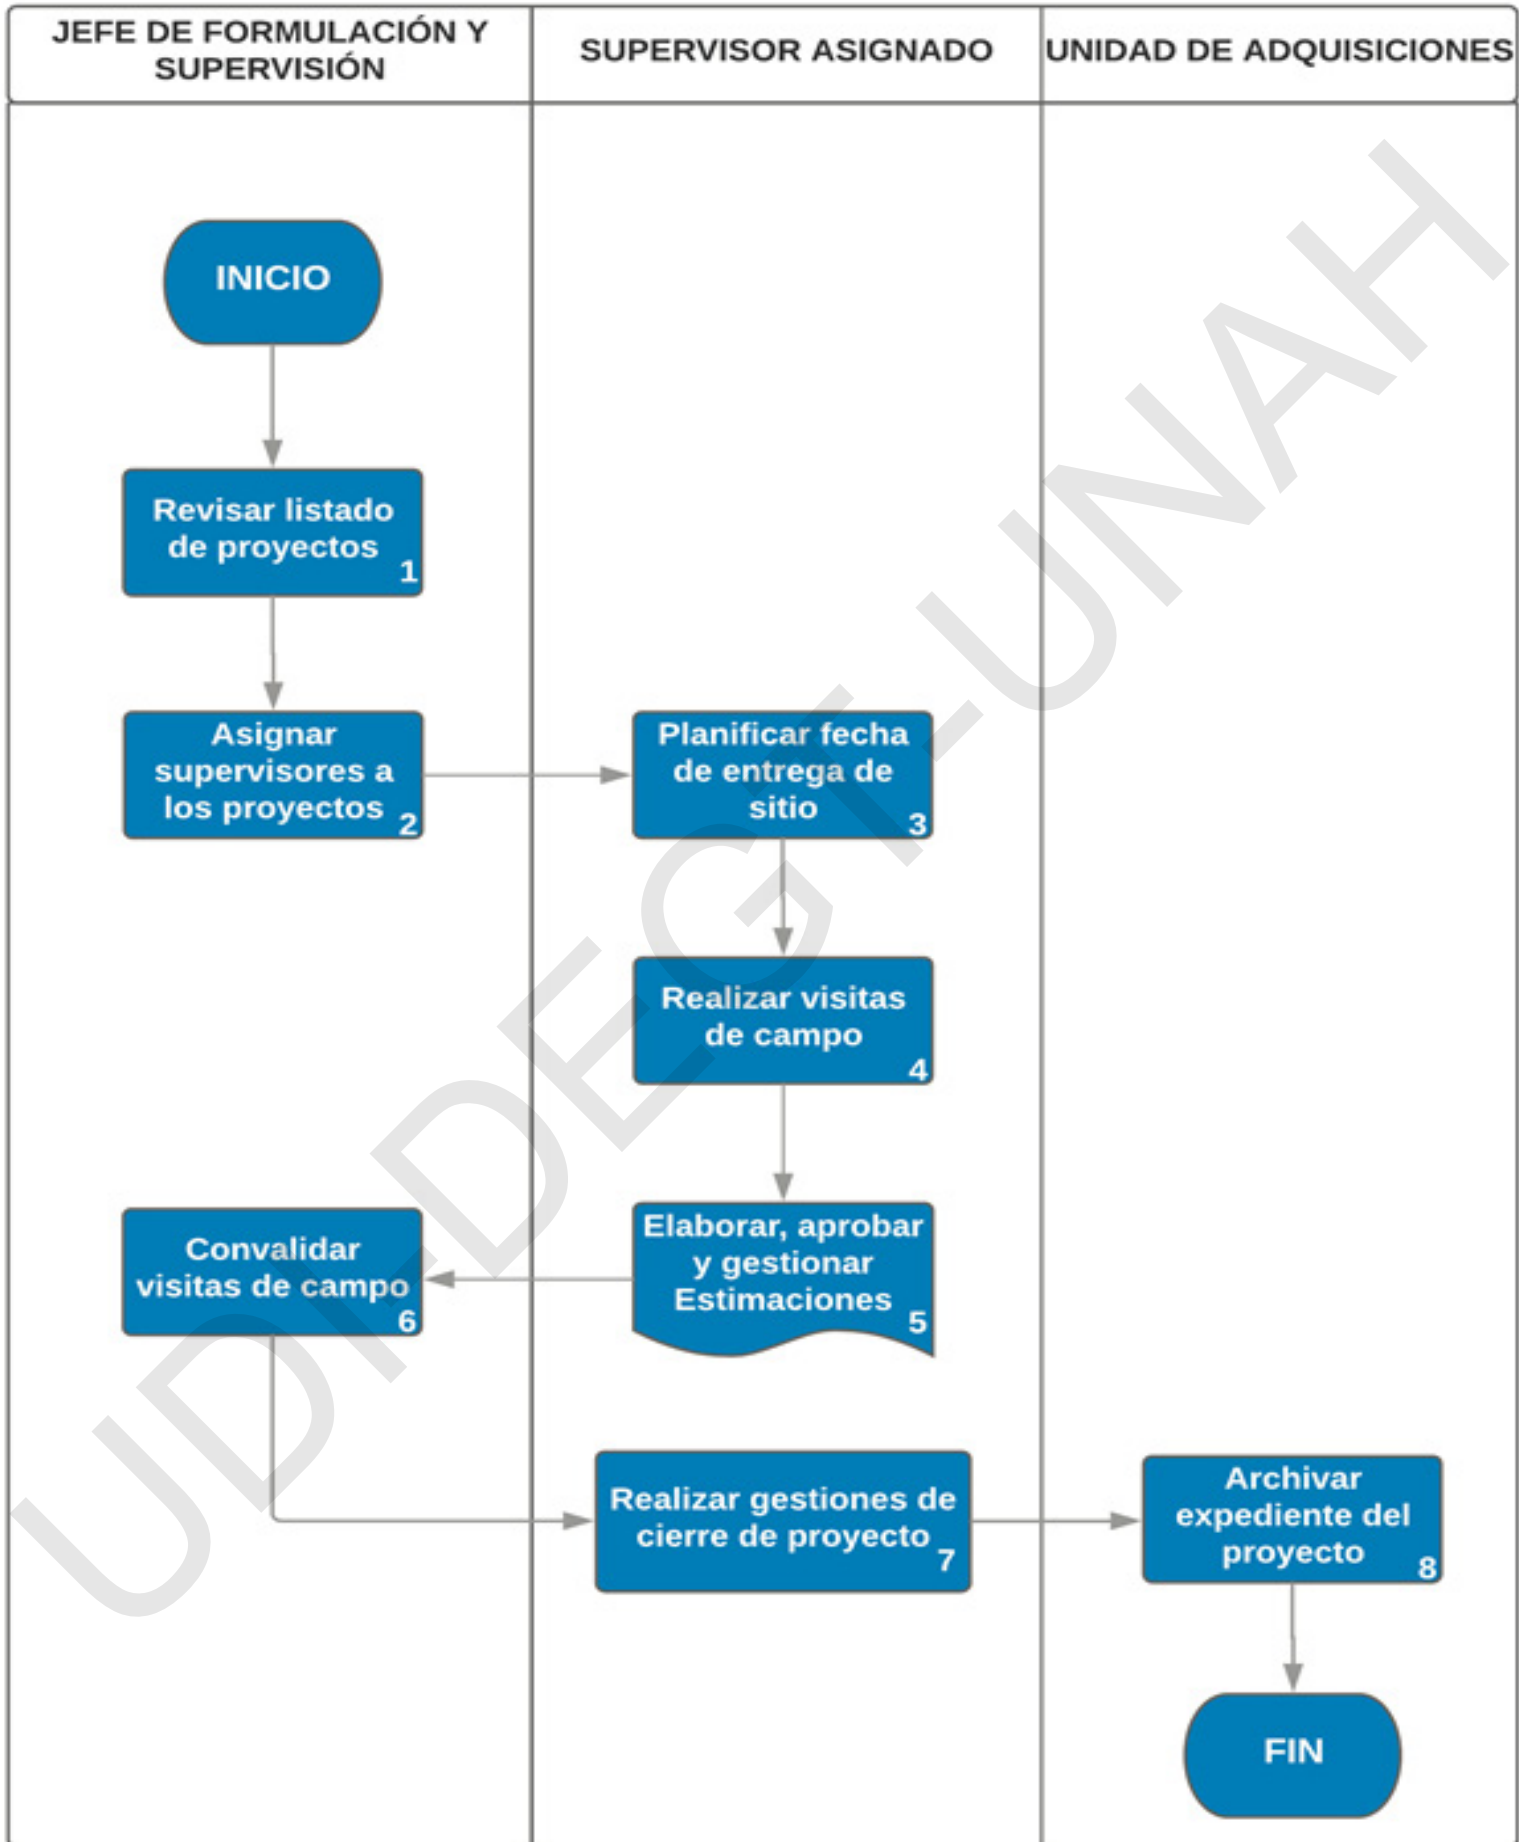 JEFE DE FORMULACIÓN Y
SUPERVISIÓN
SUPERVISOR ASIGNADO
UNIDAD DE ADQUISICIONES
INICIO
Revisar listado
de proyectos
1
Asignar
supervisores a
los proyectos
2
Planificar fecha
de entrega de
sitio
3
Realizar visitas
de campo
4
Elaborar, aprobar
y gestionar
Estimaciones
5
Convalidar
visitas de campo
6
Realizar gestiones de
cierre de proyecto
7
Archivar
expediente del
proyecto
8
FIN
UDI-DEGT-UNAH